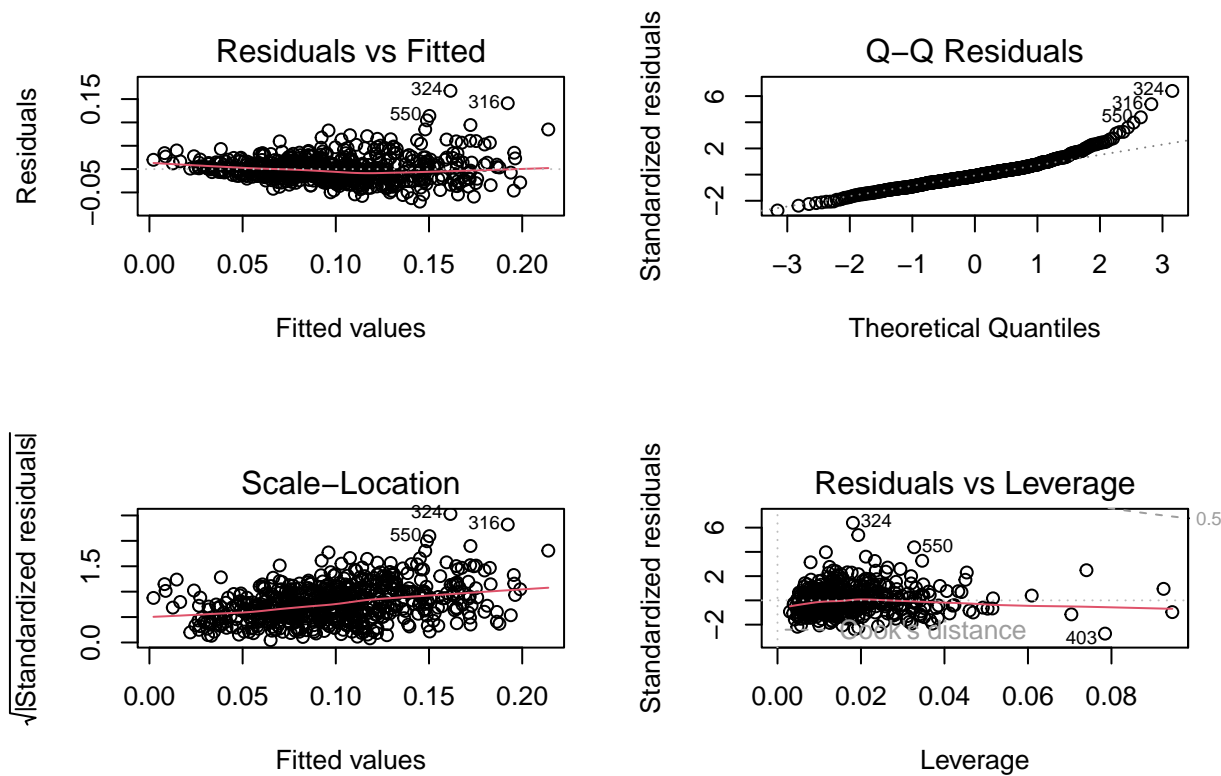 Residuals vs Fitted
Residuals
0.15
−0.05
324
316
550
0.00 0.05 0.10 0.15 0.20
Fitted values
Q−Q Residuals
Standardized residuals
6
2
−2
324
316
550
−3 −2 −1 0 1 2 3
Theoretical Quantiles
Scale−Location
√|Standardized residuals|
1.5
0.0
324
316
550
0.00 0.05 0.10 0.15 0.20
Fitted values
Residuals vs Leverage
Standardized residuals
6
2
−2
324
550
0.5
Cook's distance
403
0.00 0.02 0.04 0.06 0.08
Leverage